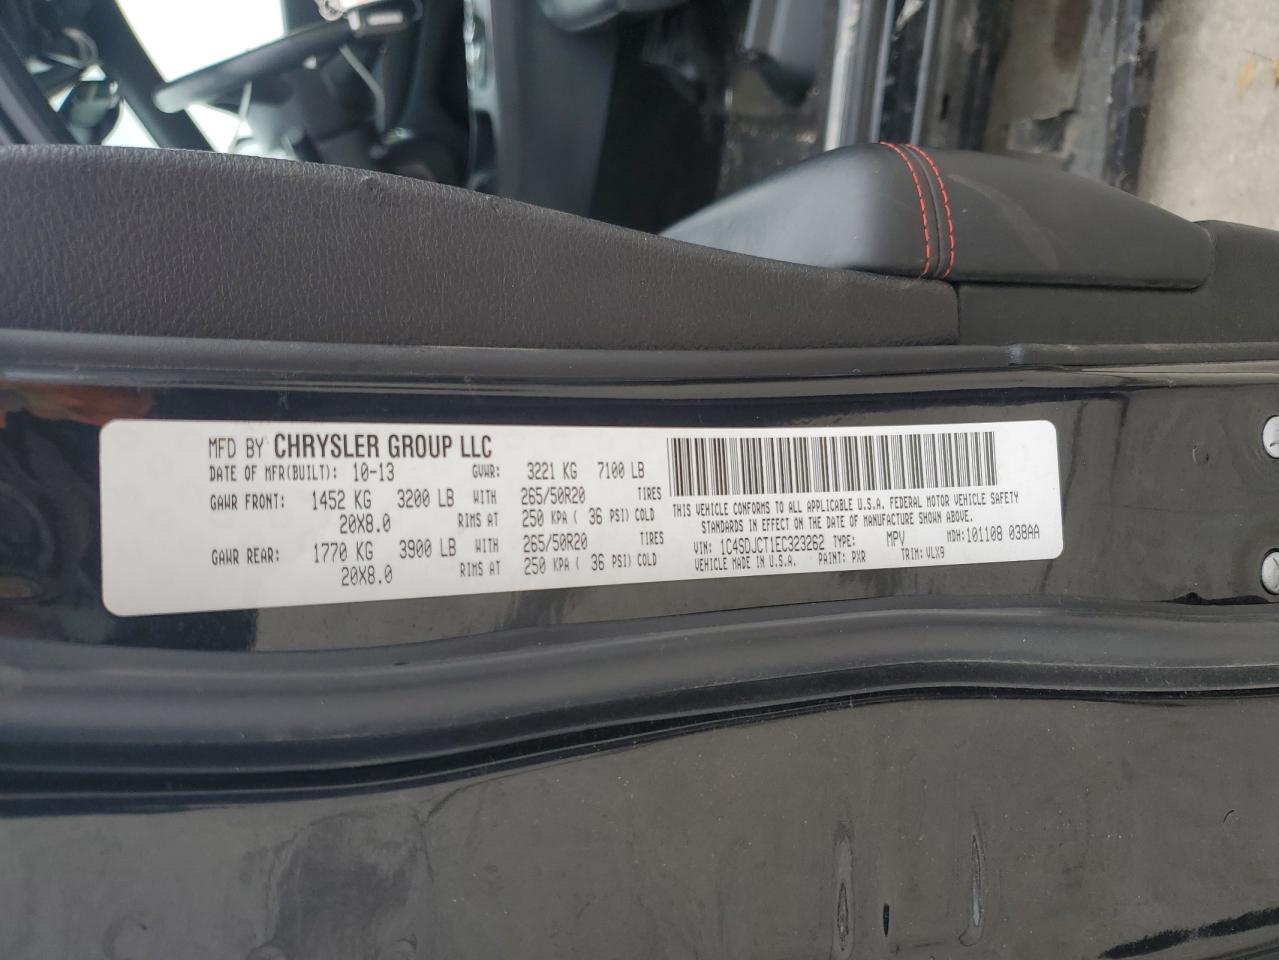 MFD BY CHRYSLER GROUP LLC
DATE OF MFR(BUILT): 10-13 GVWR: 3221 KG 7100 LB
GAWR FRONT: 1452 KG 3200 LB WITH 265/50R20 TIRES
20X8.0 RIMS AT 250 KPA ( 36 PSI) COLD
GAWR REAR: 1770 KG 3900 LB WITH 265/50R20 TIRES
20X8.0 RIMS AT 250 KPA ( 36 PSI) COLD
THIS VEHICLE CONFORMS TO ALL APPLICABLE U.S.A. FEDERAL MOTOR VEHICLE SAFETY
STANDARDS IN EFFECT ON THE DATE OF MANUFACTURE SHOWN ABOVE.
VIN: 1C4SDJCT1EC323262 TYPE: MPV MDH:101108 038AA
VEHICLE MADE IN U.S.A. PAINT: PXR TRIM: VLX9